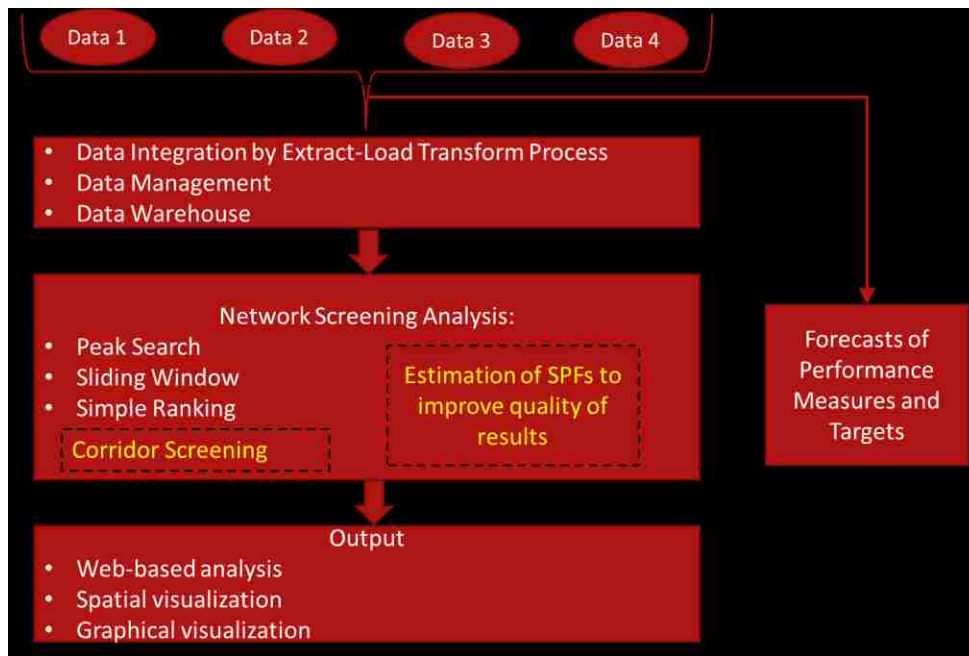 Data 1
Data 2
Data 3
Data 4
• Data Integration by Extract-Load Transform Process
• Data Management
• Data Warehouse
Network Screening Analysis:
• Peak Search
• Sliding Window
• Simple Ranking
Corridor Screening
Estimation of SPFs to
improve quality of
results
Forecasts of
Performance
Measures and
Targets
Output
• Web-based analysis
• Spatial visualization
• Graphical visualization